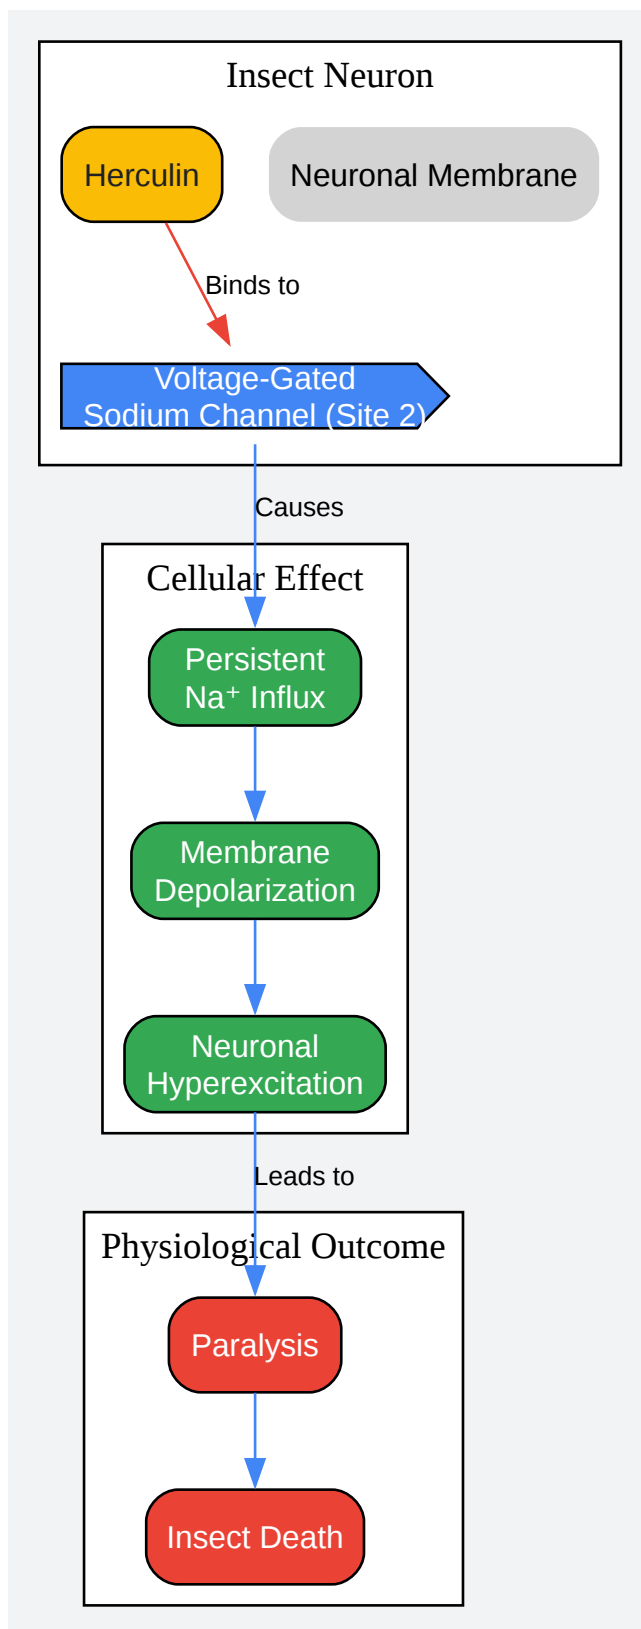 Insect Neuron
Herculin
Neuronal Membrane
Binds to
Voltage-Gated
Sodium Channel (Site 2)
Causes
Cellular Effect
Persistent
Na⁺ Influx
Membrane
Depolarization
Neuronal
Hyperexcitation
Leads to
Physiological Outcome
Paralysis
Insect Death